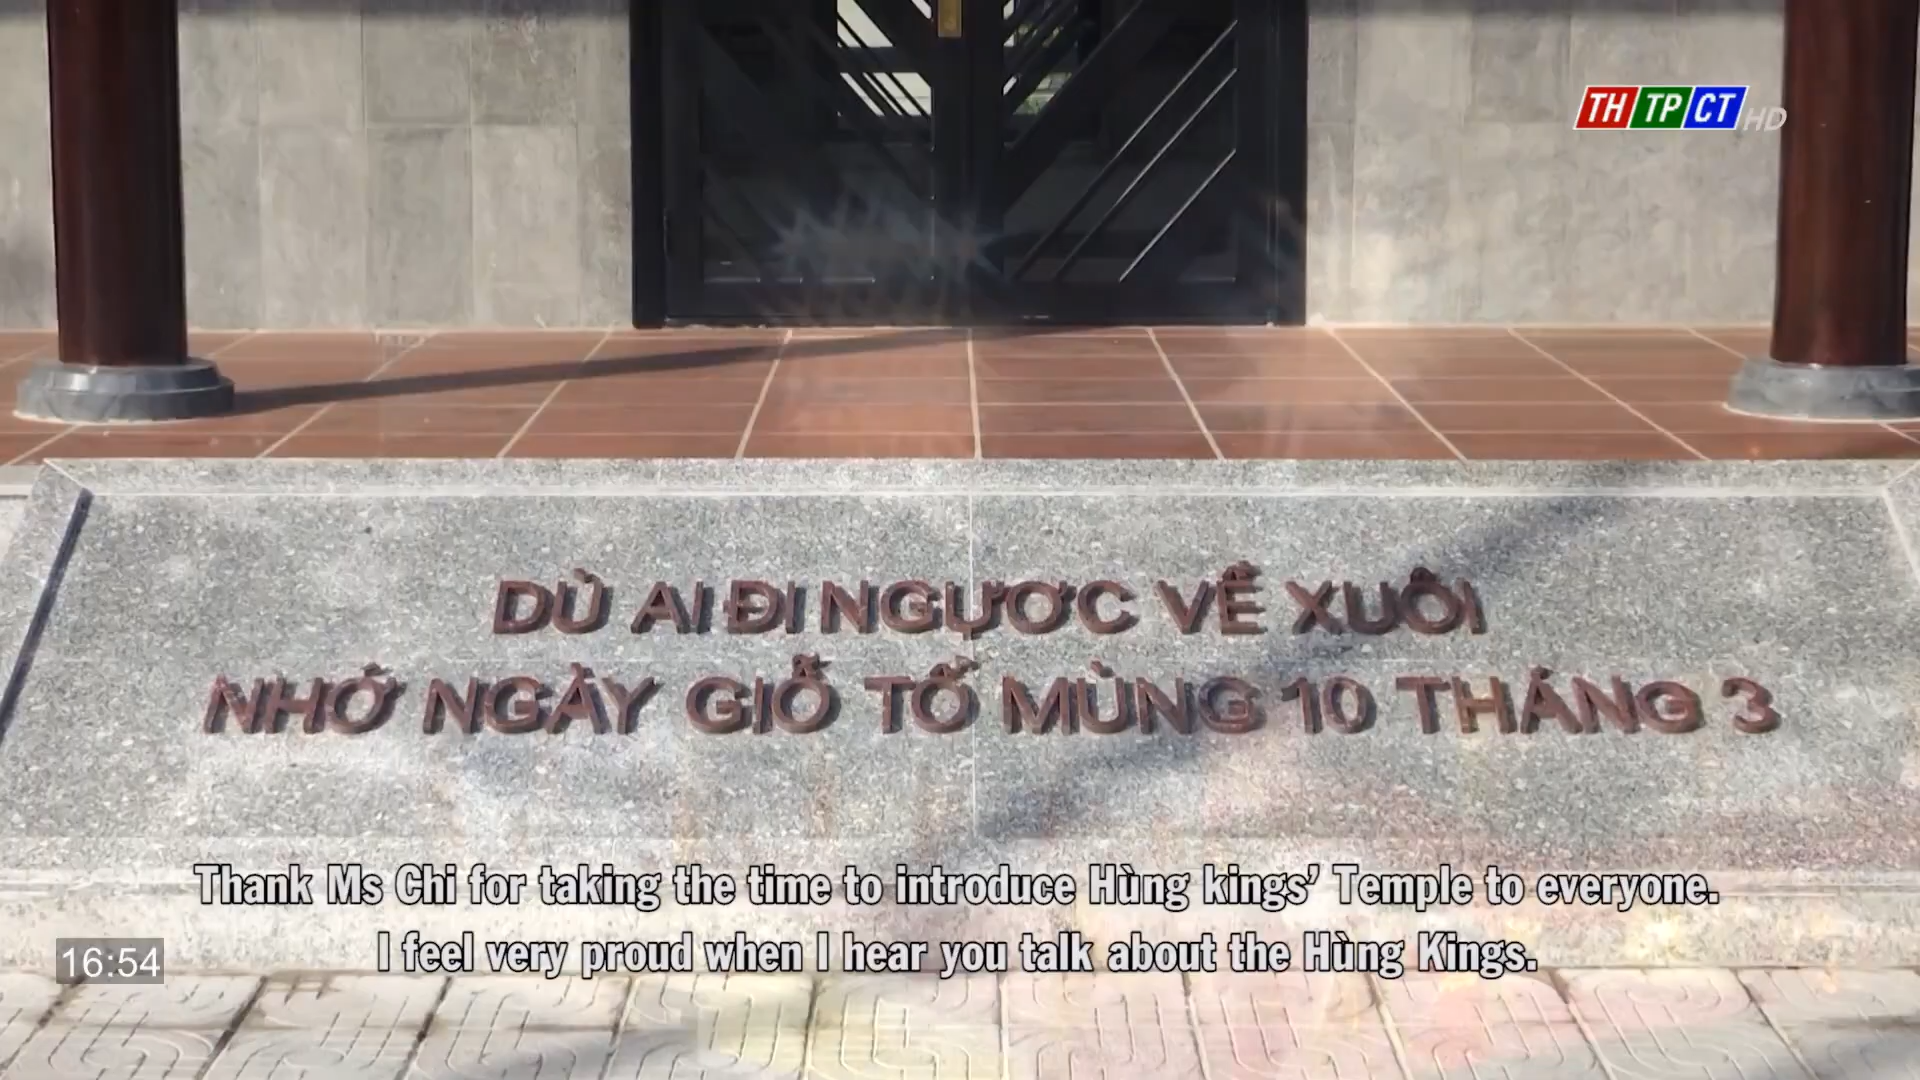 THTPCT HD
DÙ AI ĐI NGƯỢC VỀ XUÔI
NHỚ NGÀY GIỖ TỔ MÙNG 10 THÁNG 3
Thank Ms Chi for taking the time to introduce Hùng kings’ Temple to everyone.
I feel very proud when I hear you talk about the Hùng Kings.
16:54